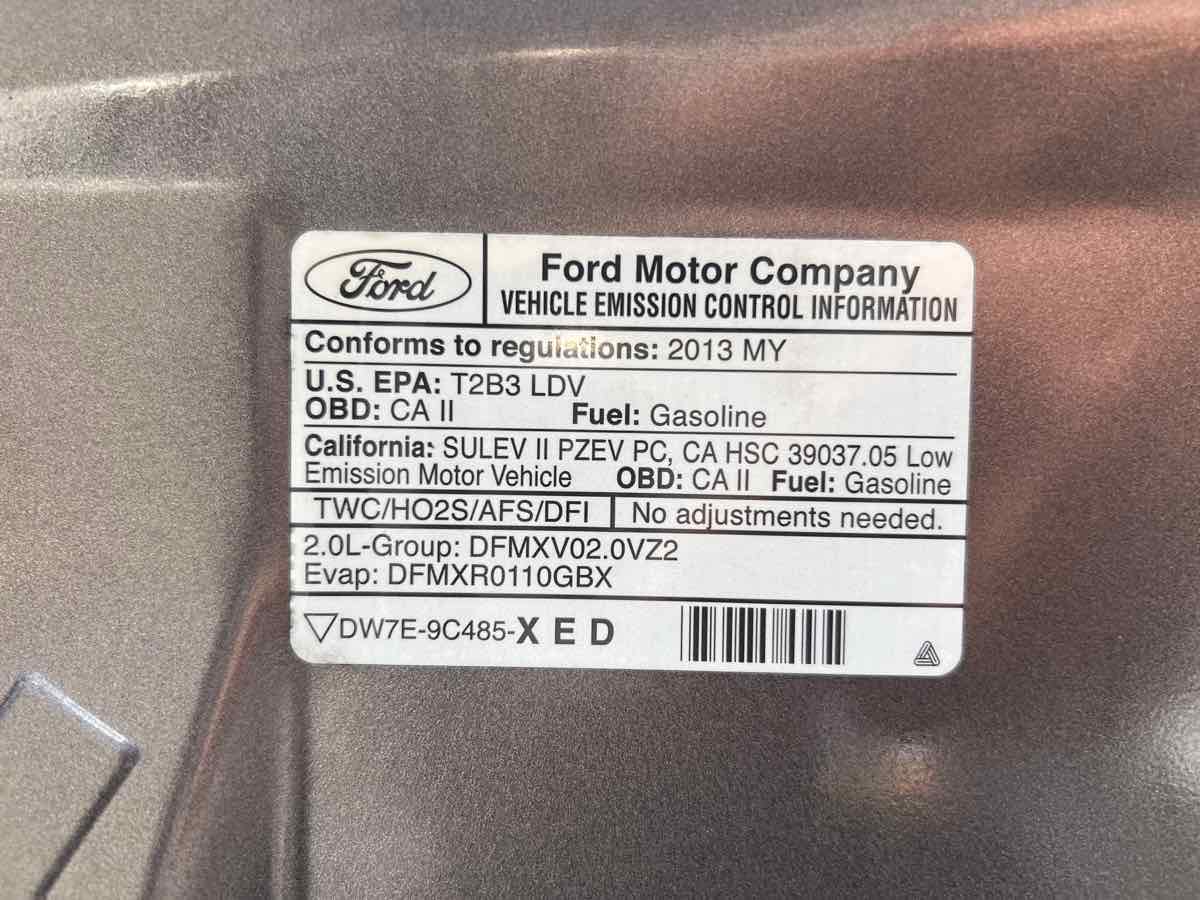 Ford
Ford Motor Company
VEHICLE EMISSION CONTROL INFORMATION
Conforms to regulations: 2013 MY
U.S. EPA: T2B3 LDV
OBD: CA II Fuel: Gasoline
California: SULEV II PZEV PC, CA HSC 39037.05 Low
Emission Motor Vehicle OBD: CA II Fuel: Gasoline
TWC/HO2S/AFS/DFI No adjustments needed.
2.0L-Group: DFMXV02.0VZ2
Evap: DFMXR0110GBX
DW7E-9C485-X E D